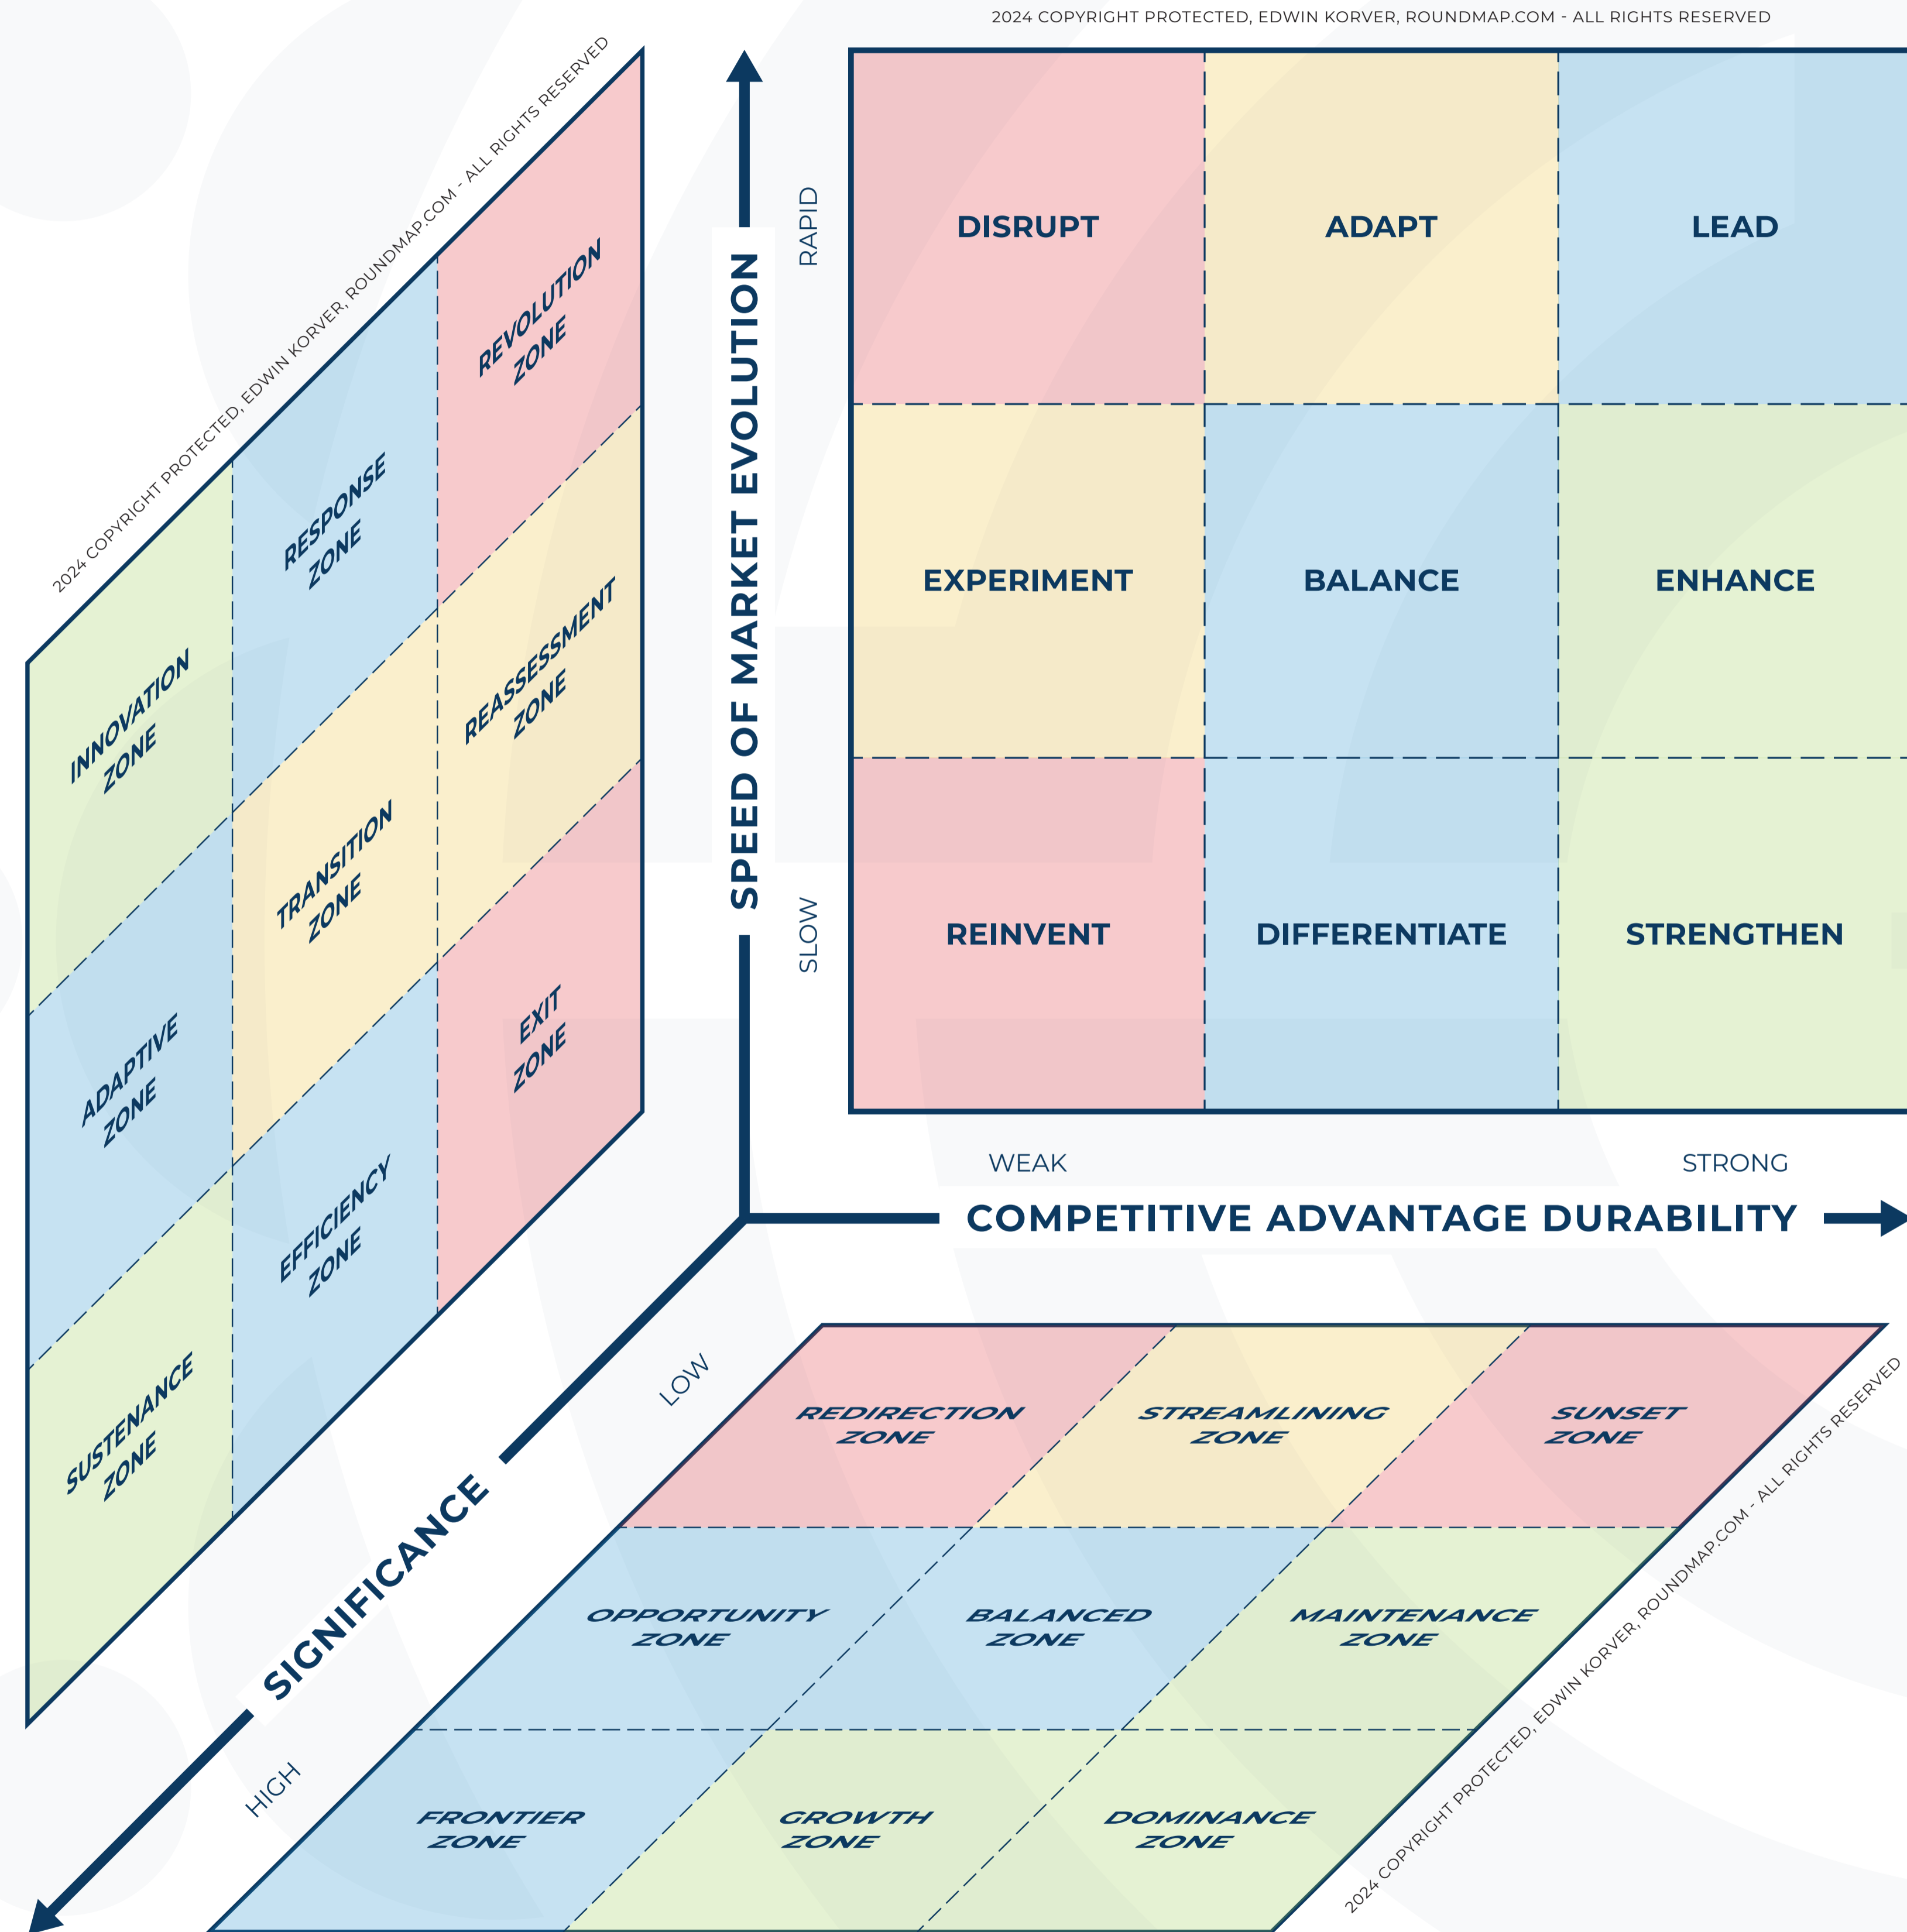 2024 COPYRIGHT PROTECTED, EDWIN KORVER, ROUNDMAP.COM - ALL RIGHTS RESERVED
2024 COPYRIGHT PROTECTED, EDWIN KORVER, ROUNDMAP.COM - ALL RIGHTS RESERVED
REVOLUTION
ZONE
RESPONSE
ZONE
INNOVATION
ZONE
REASSESSMENT
ZONE
TRANSITION
ZONE
ADAPTIVE
ZONE
EXIT
ZONE
EFFICIENCY
ZONE
SUSTENANCE
ZONE
SPEED OF MARKET EVOLUTION
RAPID
SLOW
DISRUPT
ADAPT
LEAD
EXPERIMENT
BALANCE
ENHANCE
REINVENT
DIFFERENTIATE
STRENGTHEN
WEAK
STRONG
COMPETITIVE ADVANTAGE DURABILITY
LOW
SIGNIFICANCE
HIGH
REDIRECTION
ZONE
STREAMLINING
ZONE
SUNSET
ZONE
OPPORTUNITY
ZONE
BALANCED
ZONE
MAINTENANCE
ZONE
FRONTIER
ZONE
GROWTH
ZONE
DOMINANCE
ZONE
2024 COPYRIGHT PROTECTED, EDWIN KORVER, ROUNDMAP.COM - ALL RIGHTS RESERVED